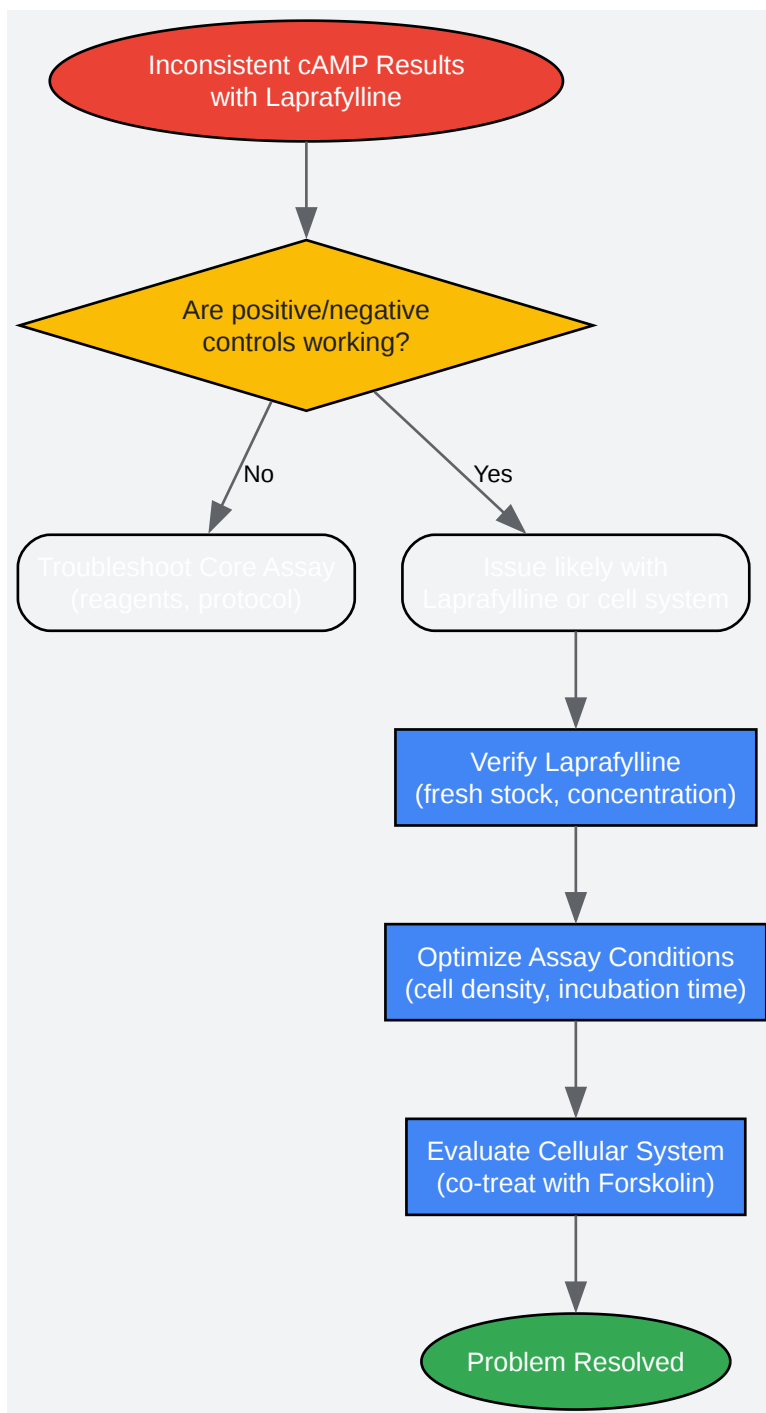 Inconsistent cAMP Results
with Laprafylline
Are positive/negative
controls working?
No
Yes
Troubleshoot Core Assay
(reagents, protocol)
Issue likely with
Laprafylline or cell system
Verify Laprafylline
(fresh stock, concentration)
Optimize Assay Conditions
(cell density, incubation time)
Evaluate Cellular System
(co-treat with Forskolin)
Problem Resolved